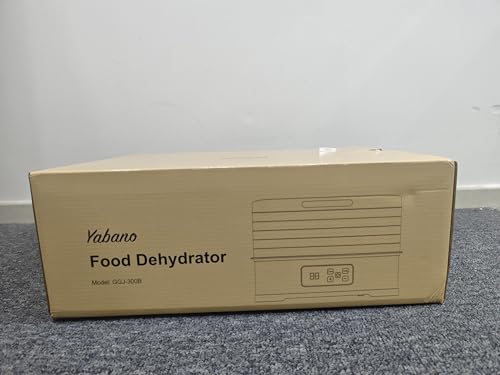 Yabano
Food Dehydrator
Model: GGJ-300B